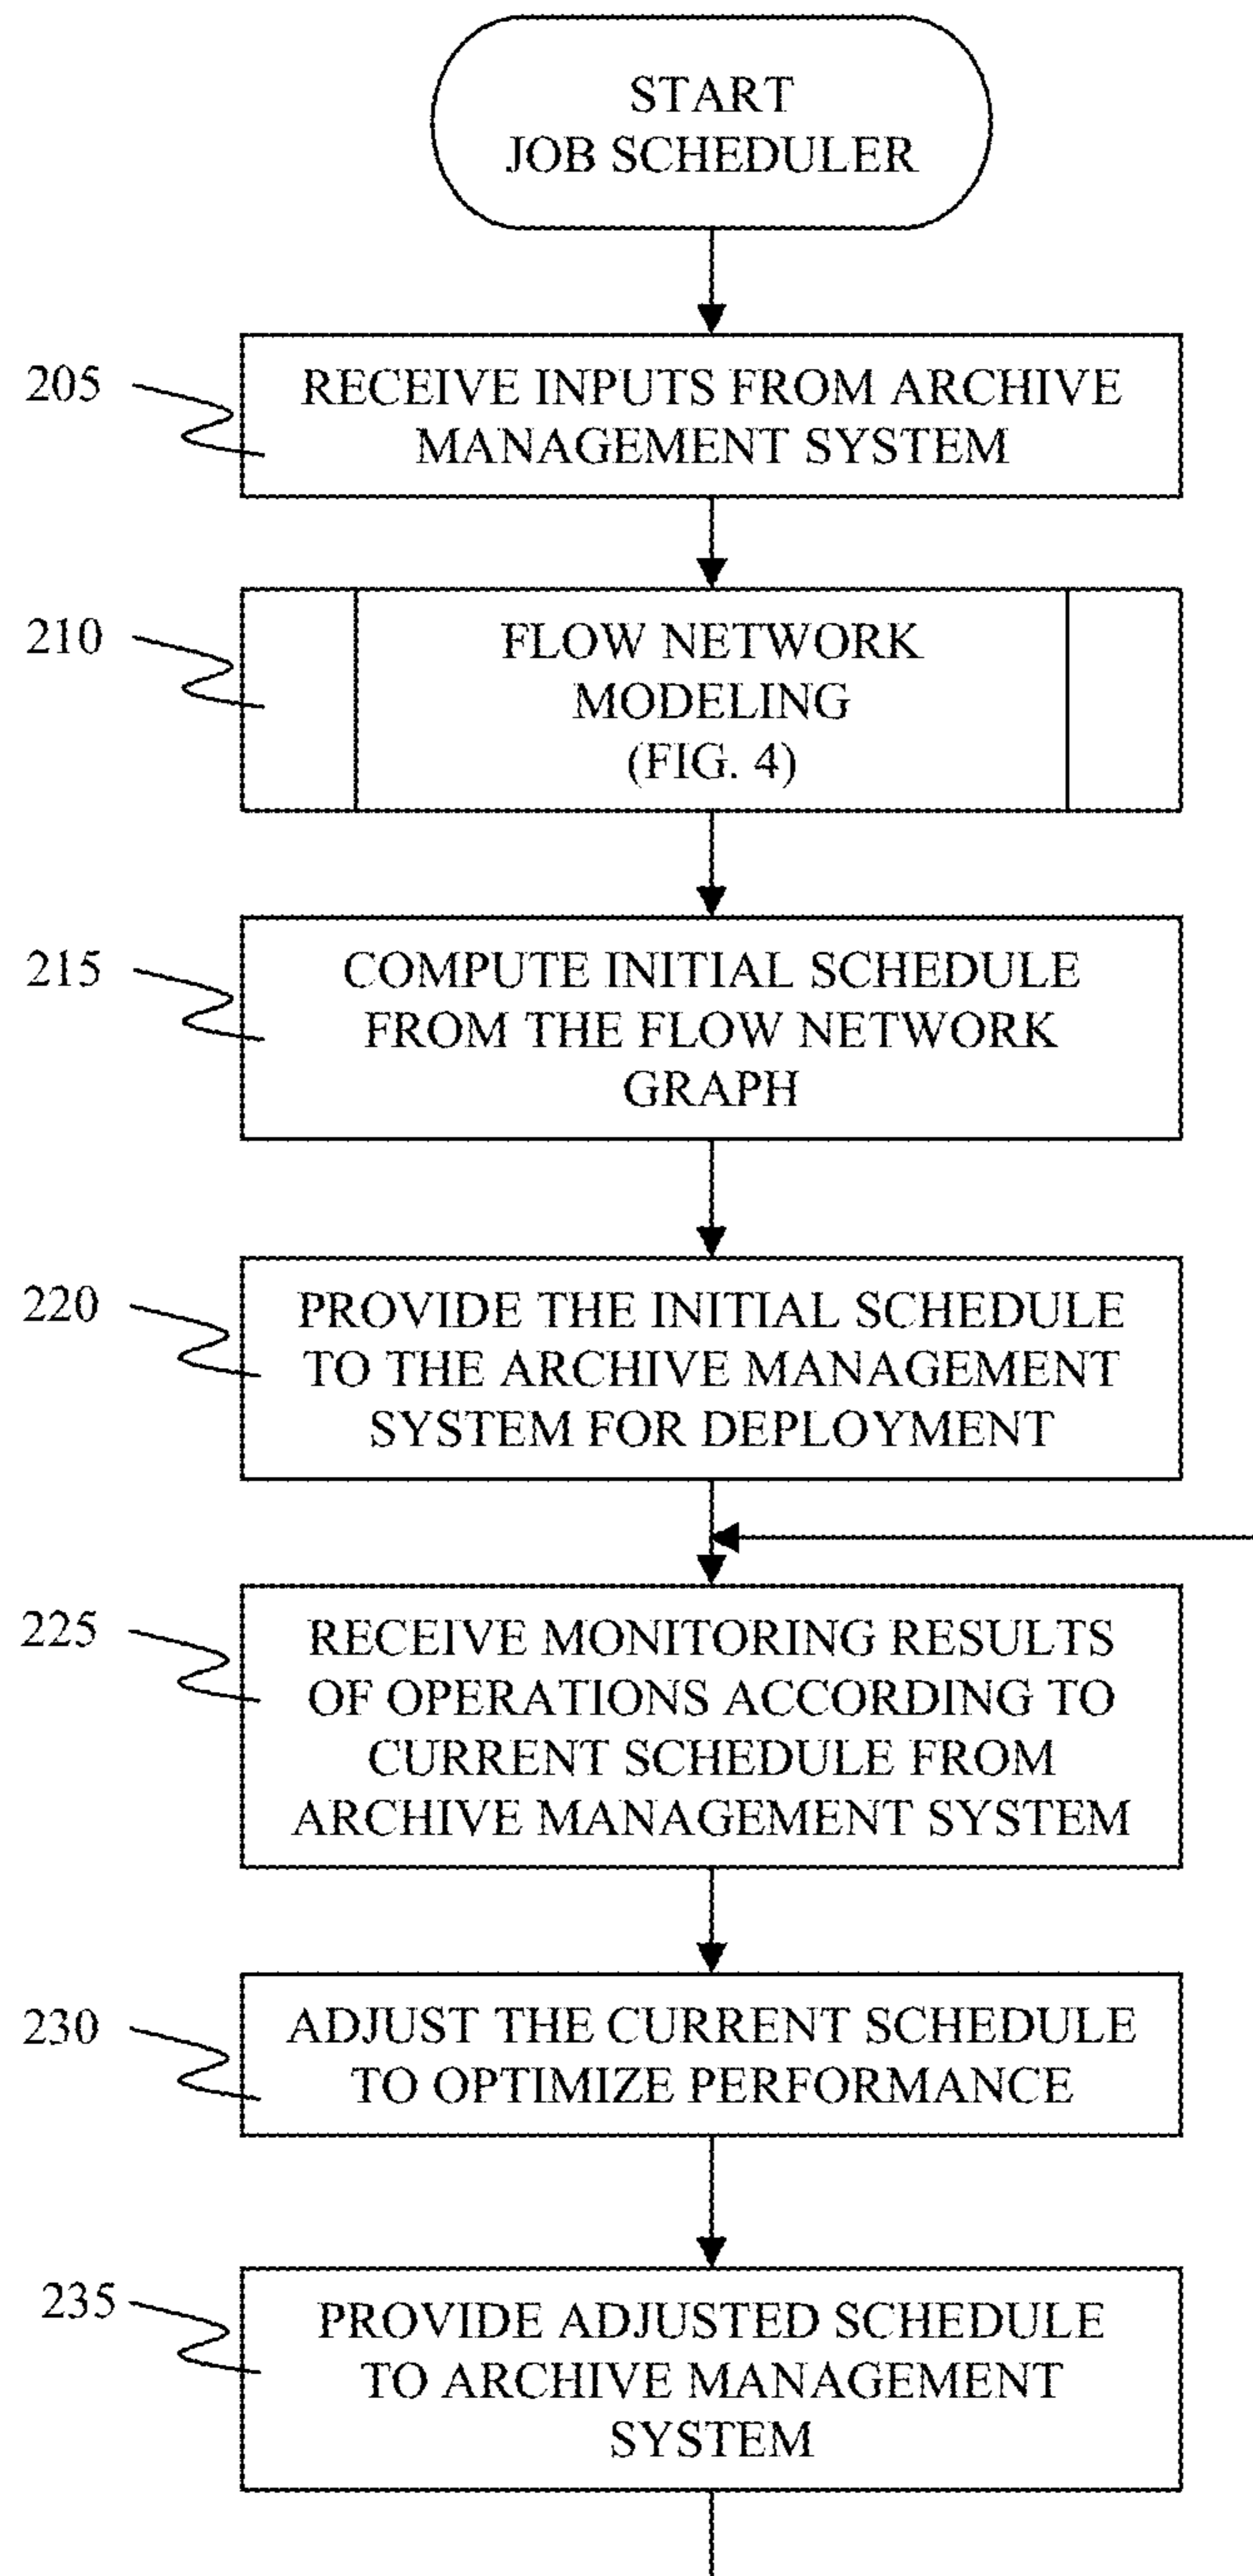 START
JOB SCHEDULER
205
RECEIVE INPUTS FROM ARCHIVE
MANAGEMENT SYSTEM
210
FLOW NETWORK
MODELING
(FIG. 4)
215
COMPUTE INITIAL SCHEDULE
FROM THE FLOW NETWORK
GRAPH
220
PROVIDE THE INITIAL SCHEDULE
TO THE ARCHIVE MANAGEMENT
SYSTEM FOR DEPLOYMENT
225
RECEIVE MONITORING RESULTS
OF OPERATIONS ACCORDING TO
CURRENT SCHEDULE FROM
ARCHIVE MANAGEMENT SYSTEM
230
ADJUST THE CURRENT SCHEDULE
TO OPTIMIZE PERFORMANCE
235
PROVIDE ADJUSTED SCHEDULE
TO ARCHIVE MANAGEMENT
SYSTEM